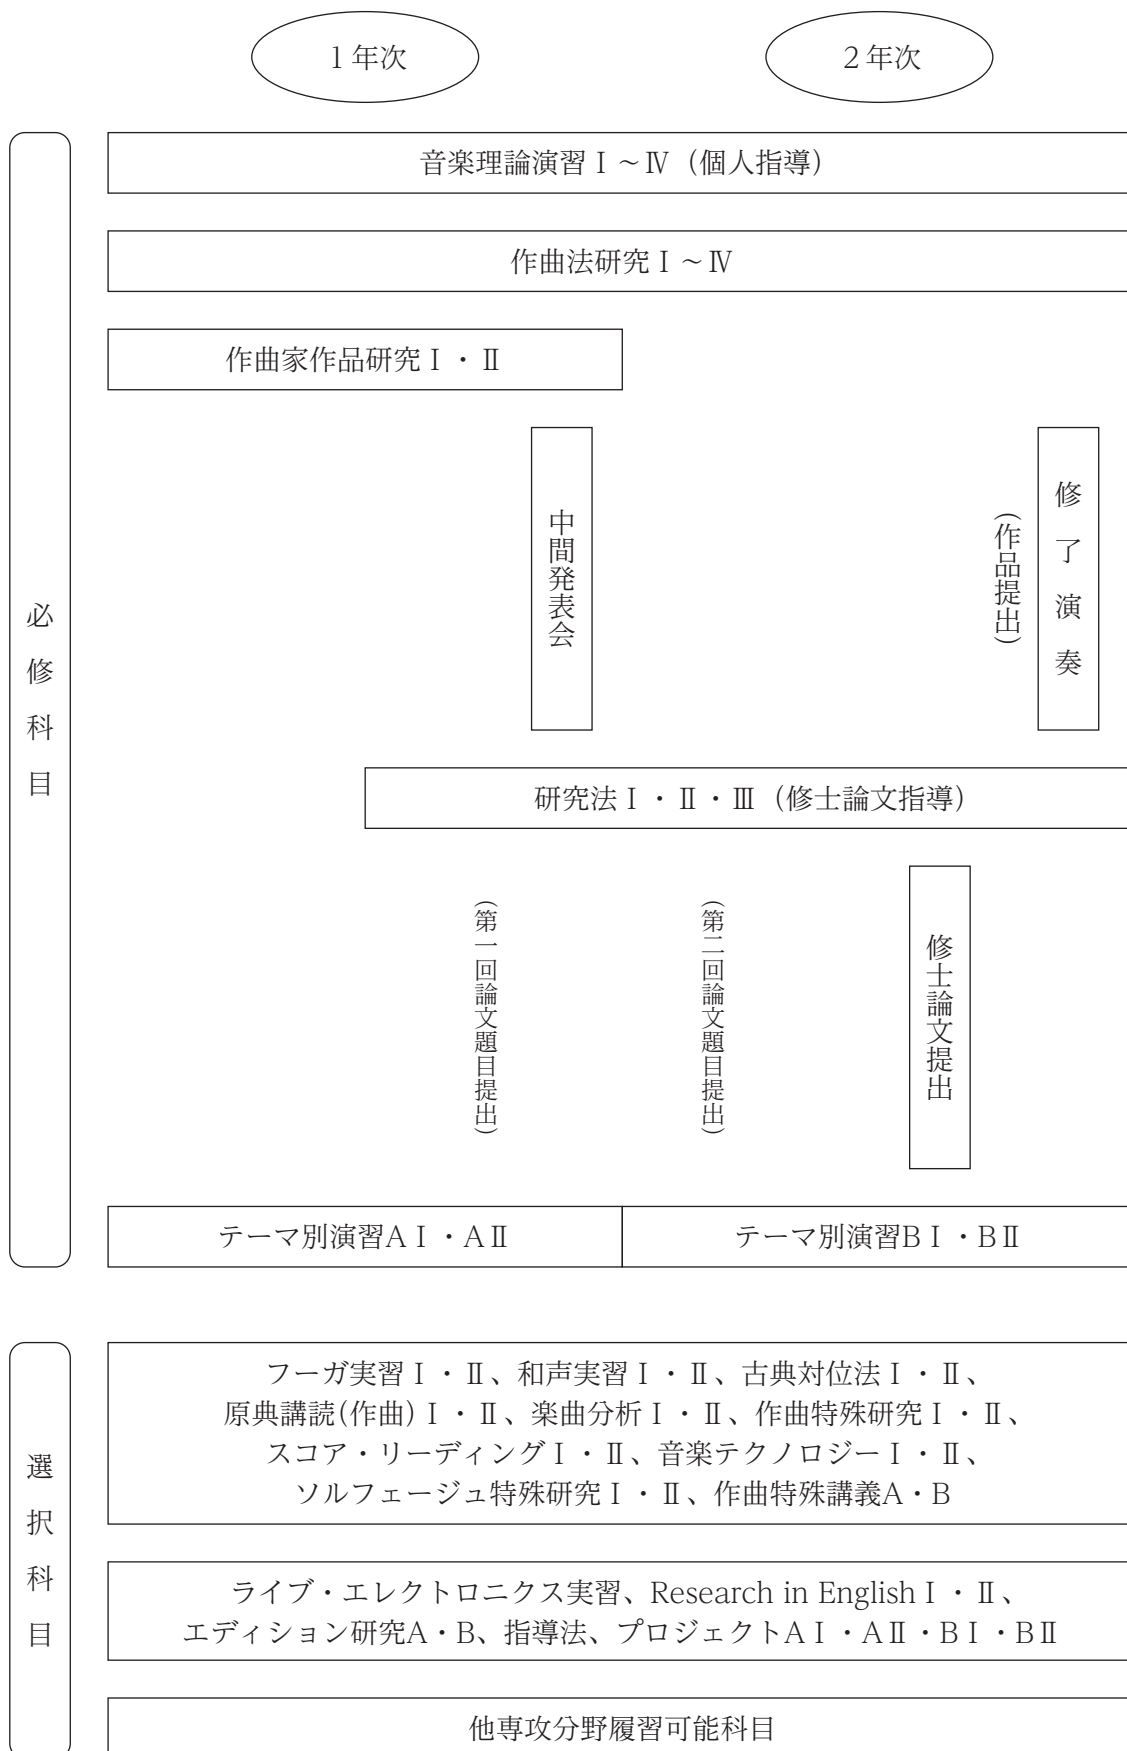 1年次
2年次
必修科目
音楽理論演習Ⅰ～Ⅳ（個人指導）
作曲法研究Ⅰ～Ⅳ
作曲家作品研究Ⅰ・Ⅱ
中間発表会
(作品提出)
修了演奏
研究法Ⅰ・Ⅱ・Ⅲ（修士論文指導）
(第一回論文題目提出)
(第二回論文題目提出)
修士論文提出
テーマ別演習AⅠ・AⅡ
テーマ別演習BⅠ・BⅡ
選択科目
フーガ実習Ⅰ・Ⅱ、和声実習Ⅰ・Ⅱ、古典対位法Ⅰ・Ⅱ、
原典講読(作曲)Ⅰ・Ⅱ、楽曲分析Ⅰ・Ⅱ、作曲特殊研究Ⅰ・Ⅱ、
スコア・リーディングⅠ・Ⅱ、音楽テクノロジーⅠ・Ⅱ、
ソルフェージュ特殊研究Ⅰ・Ⅱ、作曲特殊講義A・B
ライブ・エレクトロニクス実習、Research in EnglishⅠ・Ⅱ、
エディション研究A・B、指導法、プロジェクトAⅠ・AⅡ・BⅠ・BⅡ
他専攻分野履修可能科目